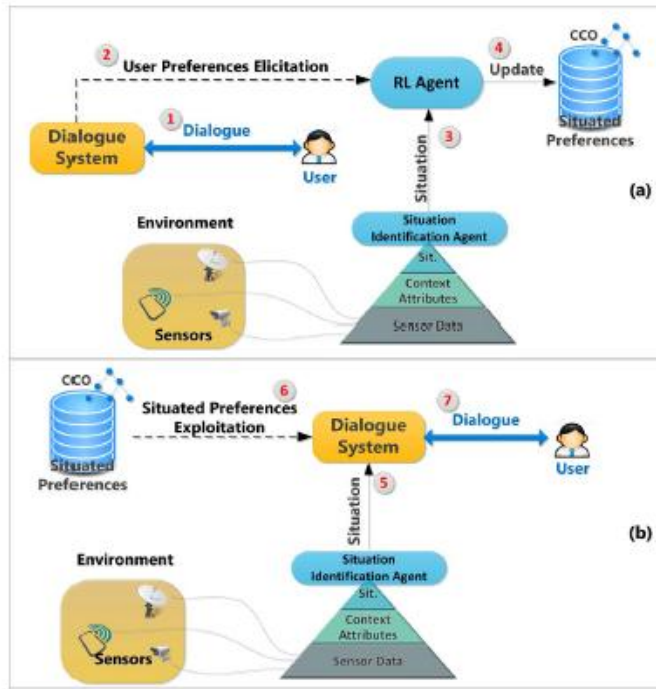 2
User Preferences Elicitation
RL Agent
4
Update
CCO
Situated
Preferences
1
Dialogue
System
Dialogue
User
3
Situation
(a)
Environment
Situation
Identification Agent
Sit.
Context
Attributes
Sensor Data
Sensors
CCO
Situated
Preferences
6
Situated Preferences
Exploitation
Dialogue
System
7
Dialogue
User
5
Situation
(b)
Environment
Situation
Identification Agent
Sit.
Context
Attributes
Sensor Data
Sensors